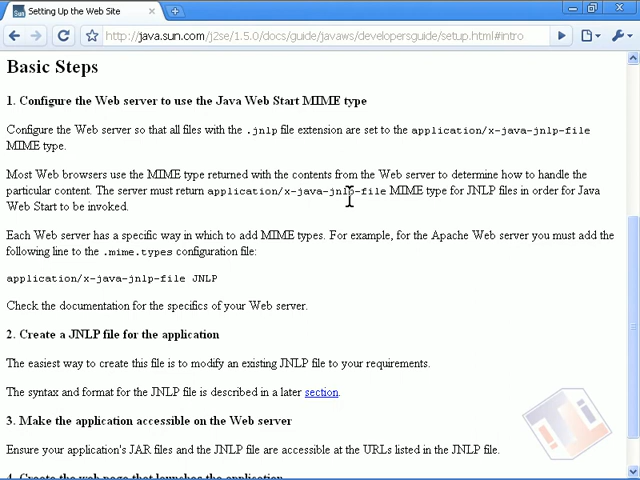 Sun
Setting Up the Web Site
http://java.sun.com/j2se/1.5.0/docs/guide/javaws/developersguide/setup.html#intro
Basic Steps
1. Configure the Web server to use the Java Web Start MIME type
Configure the Web server so that all files with the .jnlp file extension are set to the application/x-java-jnlp-file
MIME type.
Most Web browsers use the MIME type returned with the contents from the Web server to determine how to handle the
particular content. The server must return application/x-java-jnlp-file MIME type for JNLP files in order for Java
Web Start to be invoked.
Each Web server has a specific way in which to add MIME types. For example, for the Apache Web server you must add the
following line to the .mime.types configuration file:
application/x-java-jnlp-file JNLP
Check the documentation for the specifics of your Web server.
2. Create a JNLP file for the application
The easiest way to create this file is to modify an existing JNLP file to your requirements.
The syntax and format for the JNLP file is described in a later section.
3. Make the application accessible on the Web server
Ensure your application's JAR files and the JNLP file are accessible at the URLs listed in the JNLP file.
4. Create the web page that launches the application